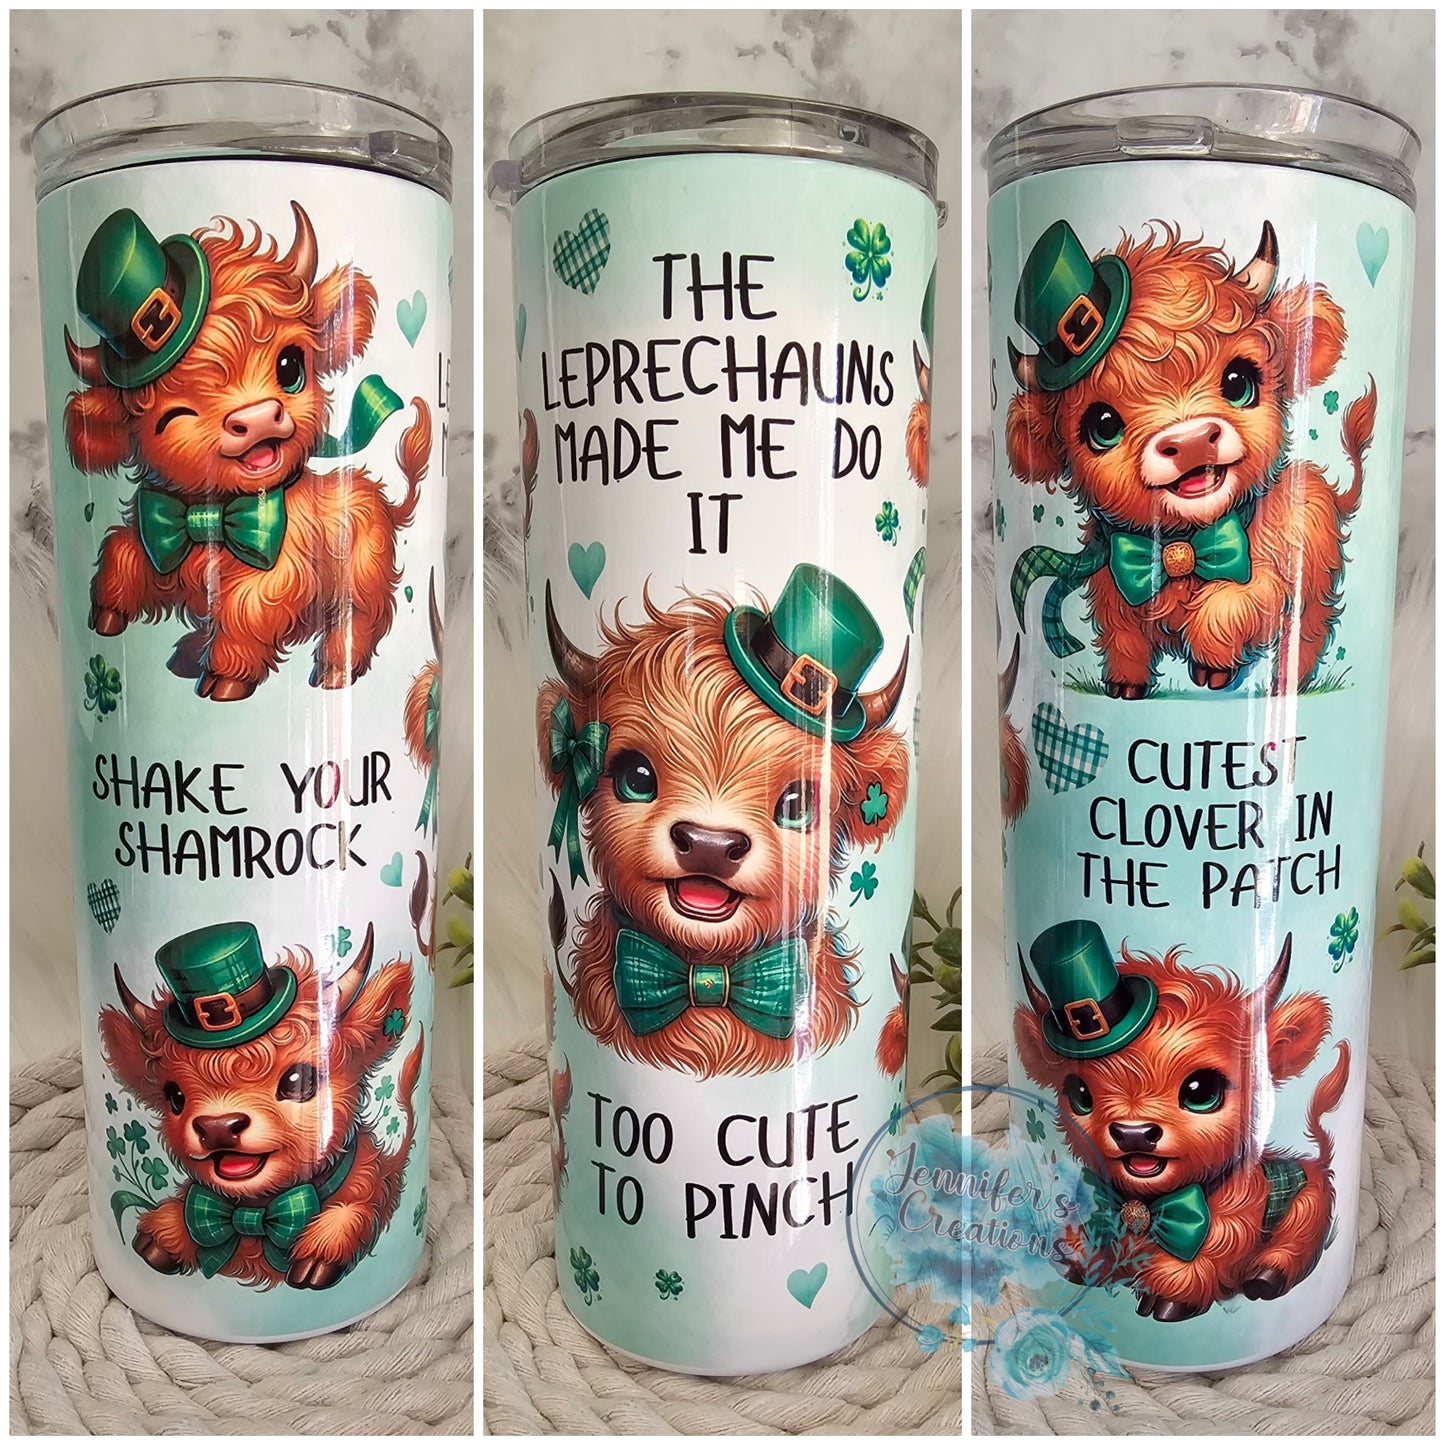 SHAKE YOUR
SHAMROCK
THE
LEPRECHAUNS
MADE ME DO
IT
TOO CUTE
TO PINCH
CUTEST
CLOVER IN
THE PATCH
Jennifer's
Creations